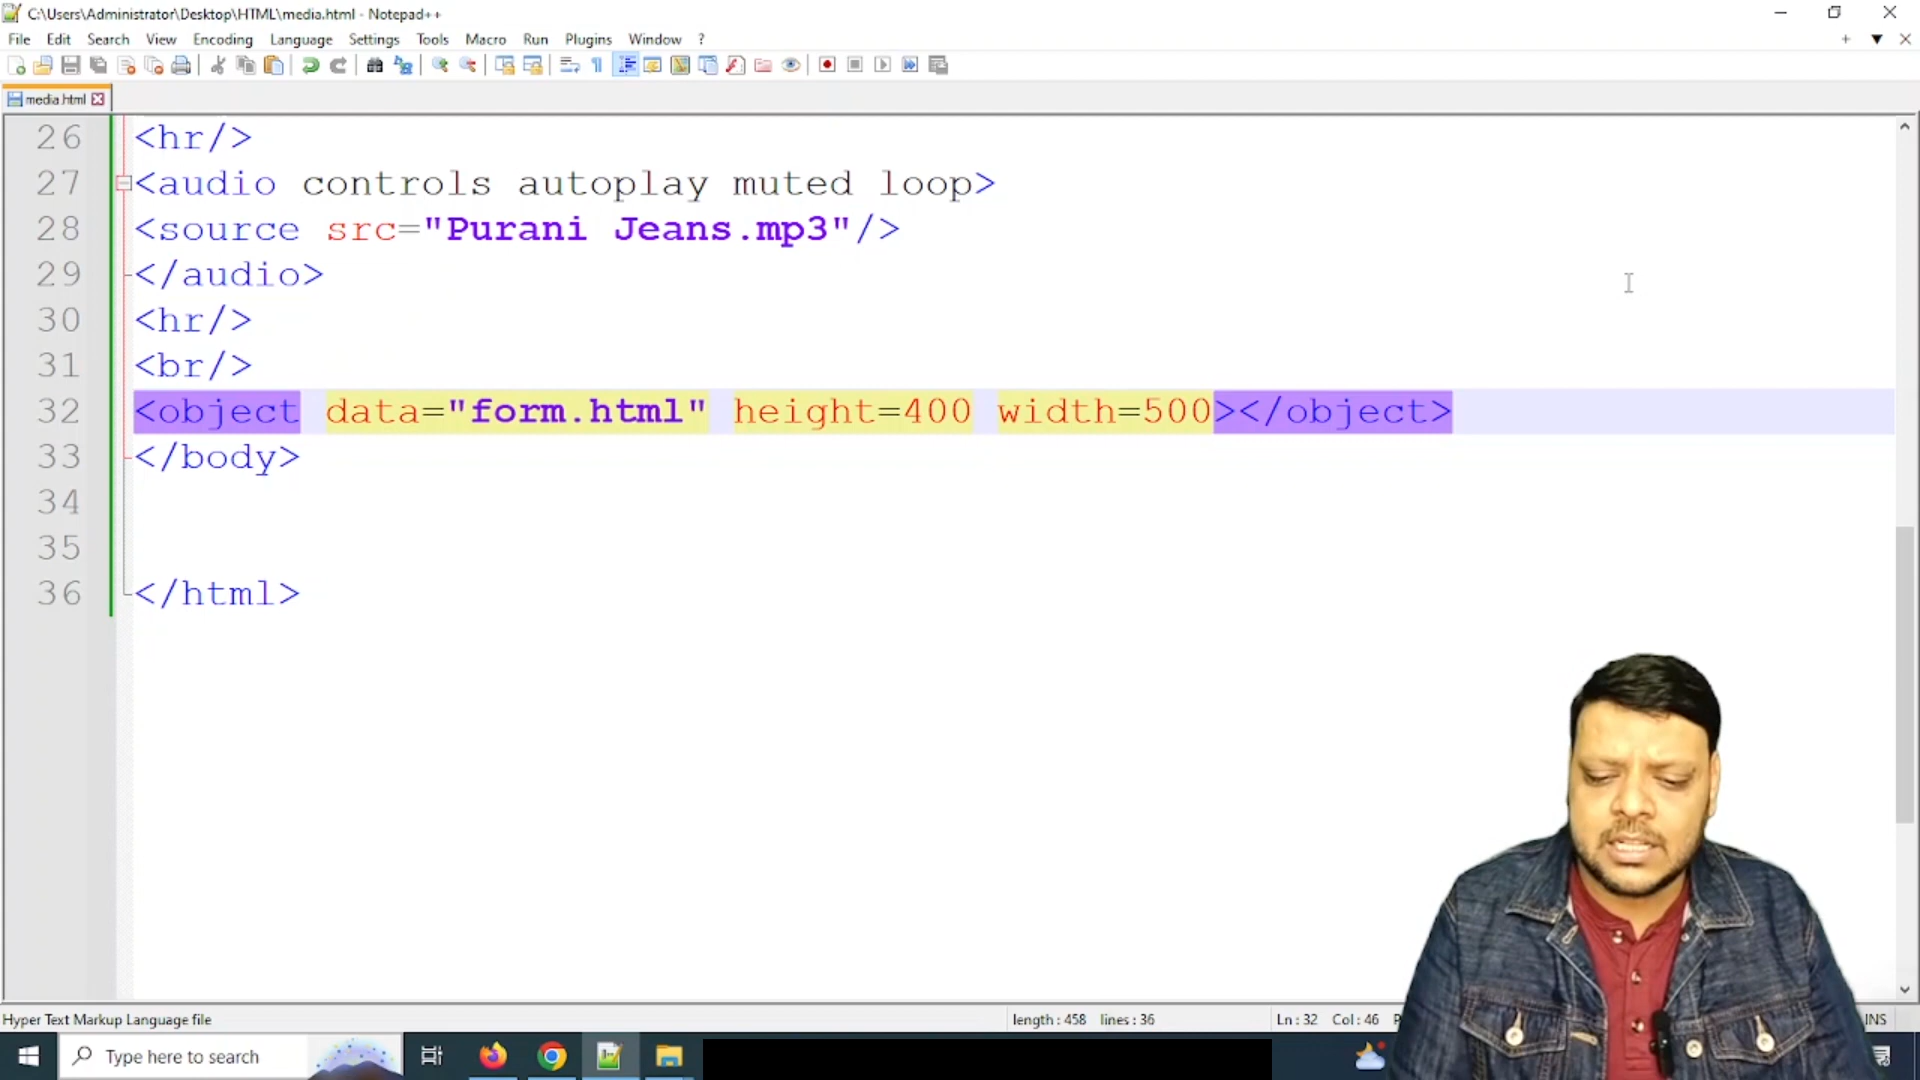 C:\Users\Administrator\Desktop\HTML\media.html - Notepad++
File Edit Search View Encoding Language Settings Tools Macro Run Plugins Window ?
media.html
26 <hr/>
27 <audio controls autoplay muted loop>
28 <source src="Purani Jeans.mp3"/>
29 </audio>
30 <hr/>
31 <br/>
32 <object data="form.html" height=400 width=500></object>
33 </body>
34
35
36 </html>
Hyper Text Markup Language file length : 458 lines : 36 Ln : 32 Col : 46 INS
Type here to search